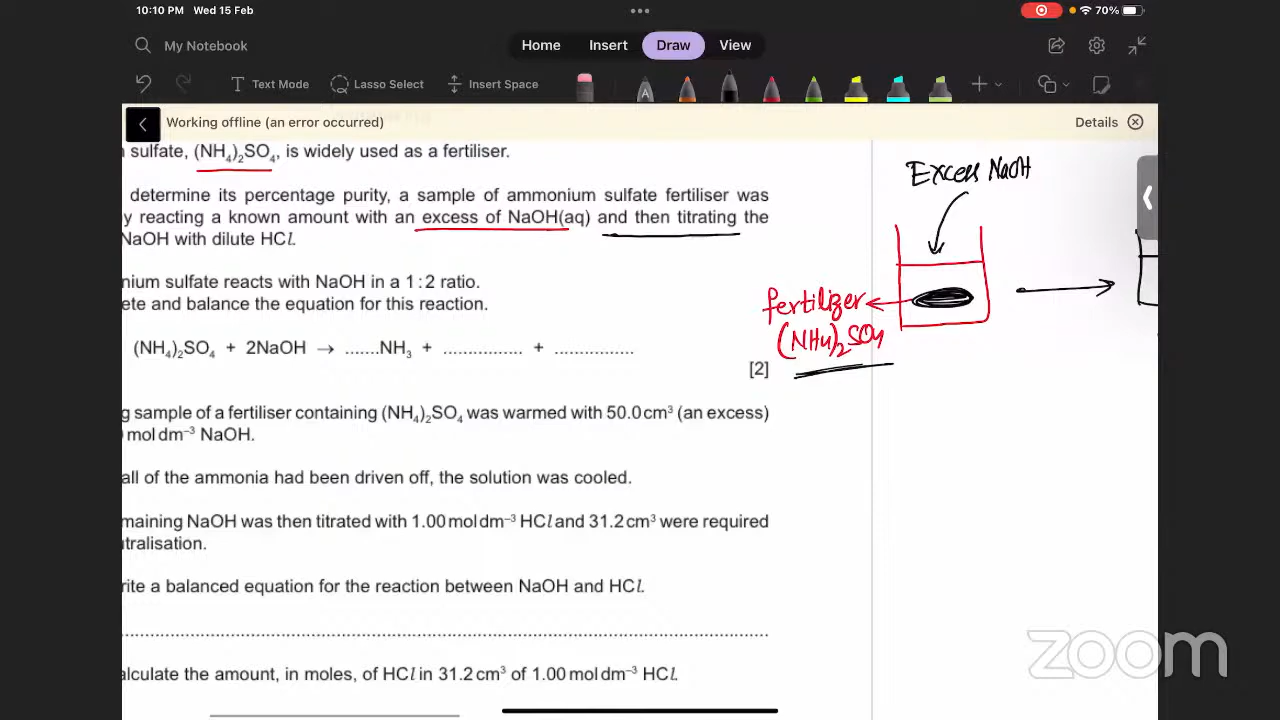 10:10 PM Wed 15 Feb
70%
My Notebook
Home Insert Draw View
Text Mode Lasso Select Insert Space
A
Working offline (an error occurred) Details
sulfate, (NH₄)₂SO₄, is widely used as a fertiliser.
determine its percentage purity, a sample of ammonium sulfate fertiliser was
y reacting a known amount with an excess of NaOH(aq) and then titrating the
NaOH with dilute HCl.
nium sulfate reacts with NaOH in a 1:2 ratio.
ete and balance the equation for this reaction.
(NH₄)₂SO₄ + 2NaOH → .......NH₃ + ................ + ................
[2]
g sample of a fertiliser containing (NH₄)₂SO₄ was warmed with 50.0 cm³ (an excess)
mol dm⁻³ NaOH.
all of the ammonia had been driven off, the solution was cooled.
maining NaOH was then titrated with 1.00 mol dm⁻³ HCl and 31.2 cm³ were required
utralisation.
rite a balanced equation for the reaction between NaOH and HCl.
alculate the amount, in moles, of HCl in 31.2 cm³ of 1.00 mol dm⁻³ HCl.
Excess NaOH
fertilizer
(NH4)₂SO4
zoom